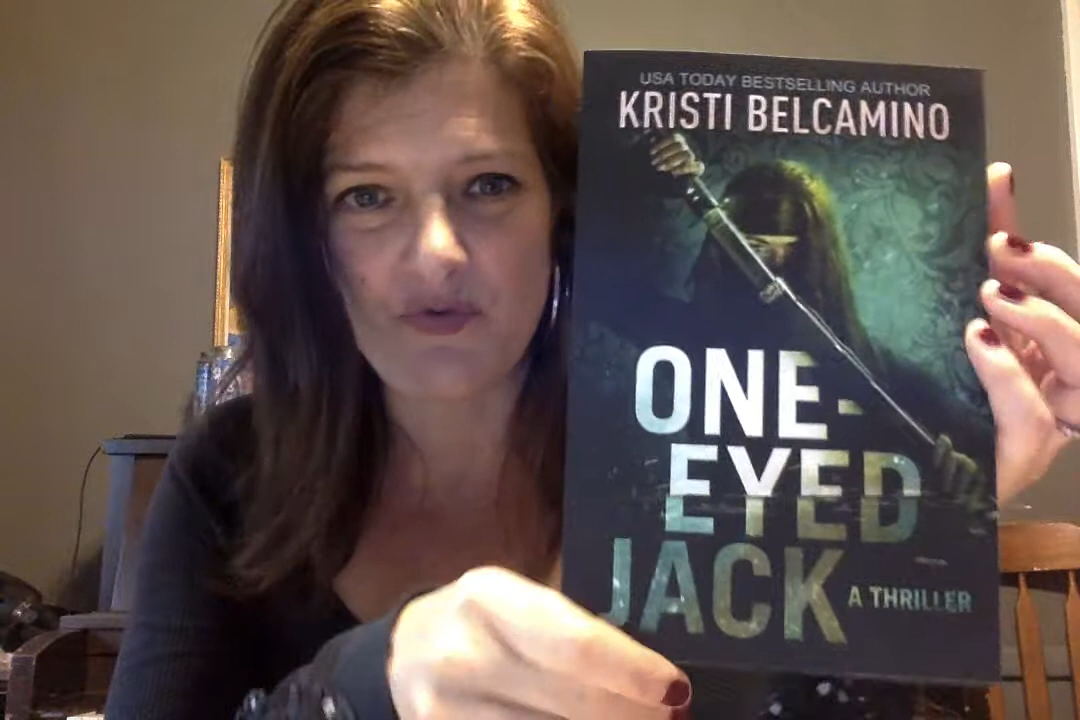 USA TODAY BESTSELLING AUTHOR
KRISTI BELCAMINO
ONE-
EYED
JACK
A THRILLER